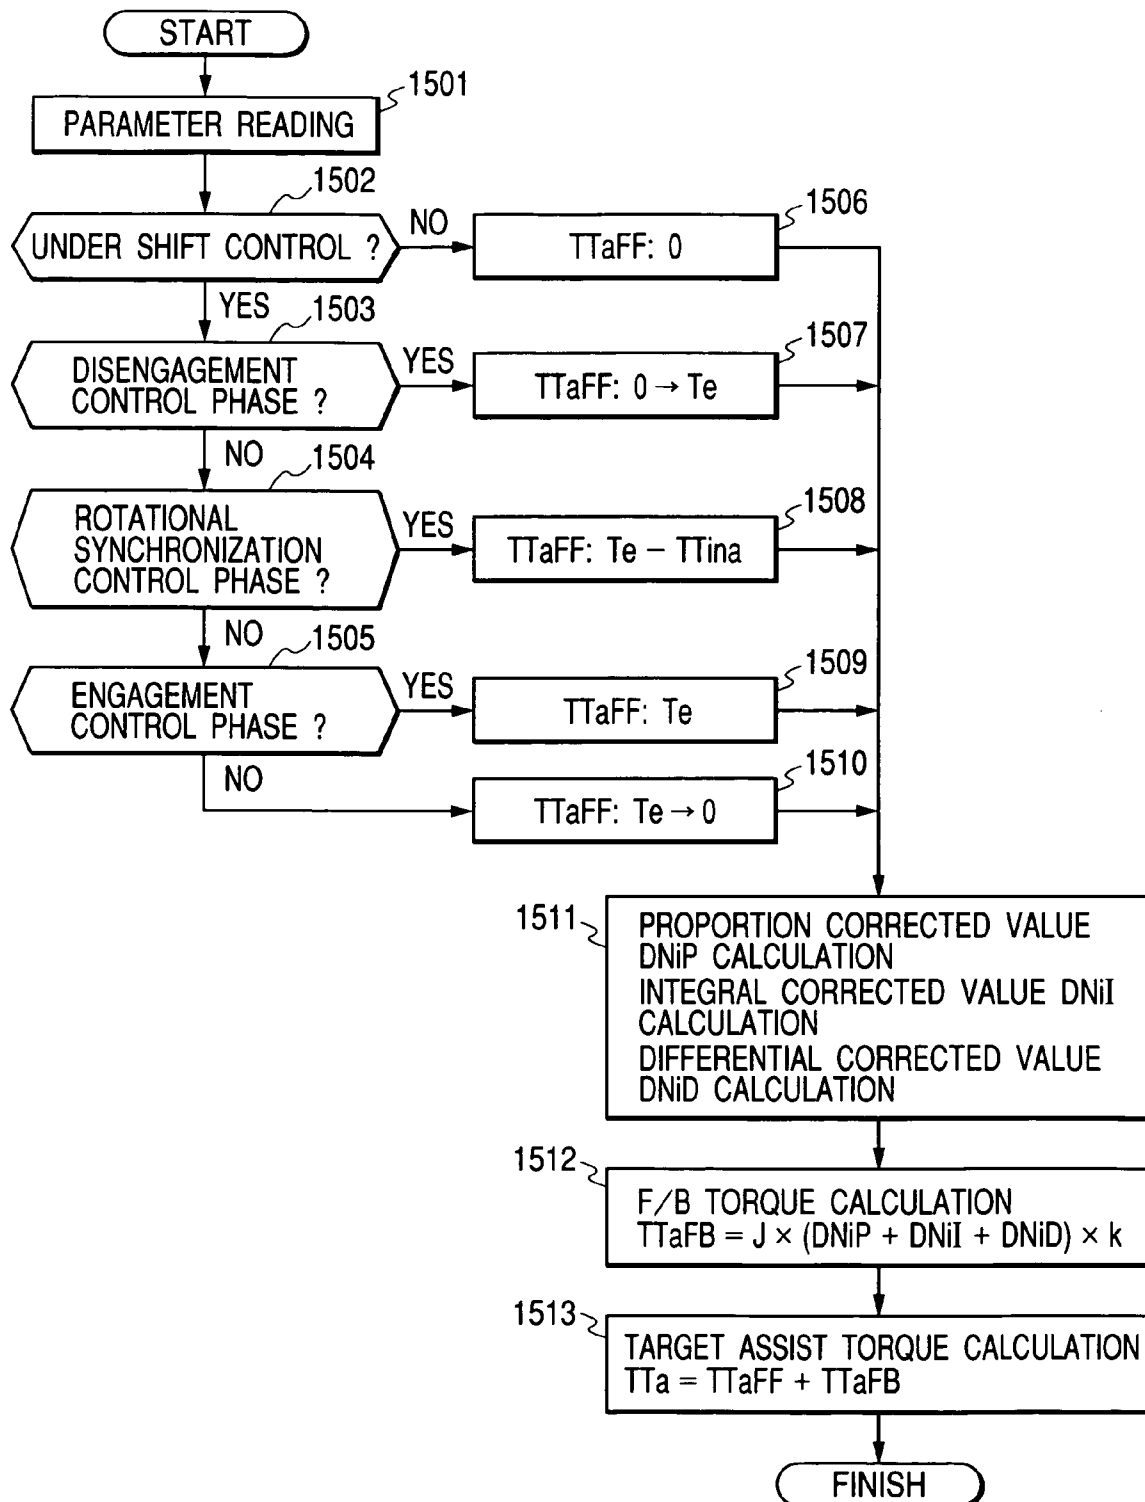 START
1501
PARAMETER READING
1502
UNDER SHIFT CONTROL ?
NO
1506
TTaFF: 0
YES
1503
DISENGAGEMENT
CONTROL PHASE ?
YES
1507
TTaFF: 0 → Te
NO
1504
ROTATIONAL
SYNCHRONIZATION
CONTROL PHASE ?
YES
1508
TTaFF: Te − TTina
NO
1505
ENGAGEMENT
CONTROL PHASE ?
YES
1509
TTaFF: Te
NO
1510
TTaFF: Te → 0
1511
PROPORTION CORRECTED VALUE
DNiP CALCULATION
INTEGRAL CORRECTED VALUE DNiI
CALCULATION
DIFFERENTIAL CORRECTED VALUE
DNiD CALCULATION
1512
F/B TORQUE CALCULATION
TTaFB = J × (DNiP + DNiI + DNiD) × k
1513
TARGET ASSIST TORQUE CALCULATION
TTa = TTaFF + TTaFB
FINISH